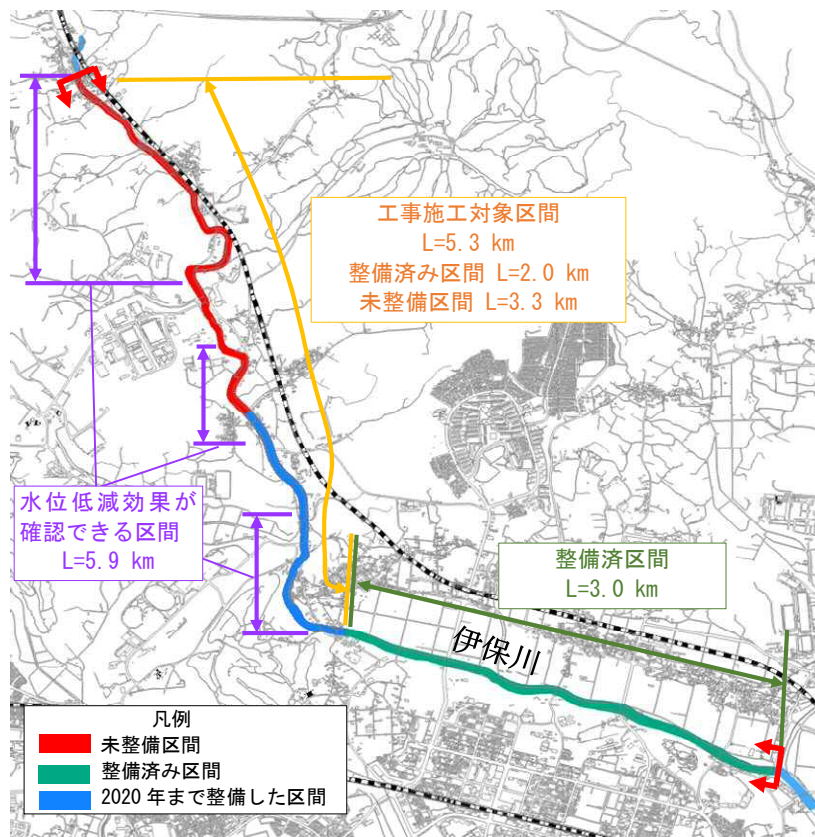 工事施工対象区間
L=5.3 km
整備済み区間 L=2.0 km
未整備区間 L=3.3 km
水位低減効果が
確認できる区間
L=5.9 km
整備済区間
L=3.0 km
伊保川
凡例
未整備区間
整備済み区間
2020 年まで整備した区間